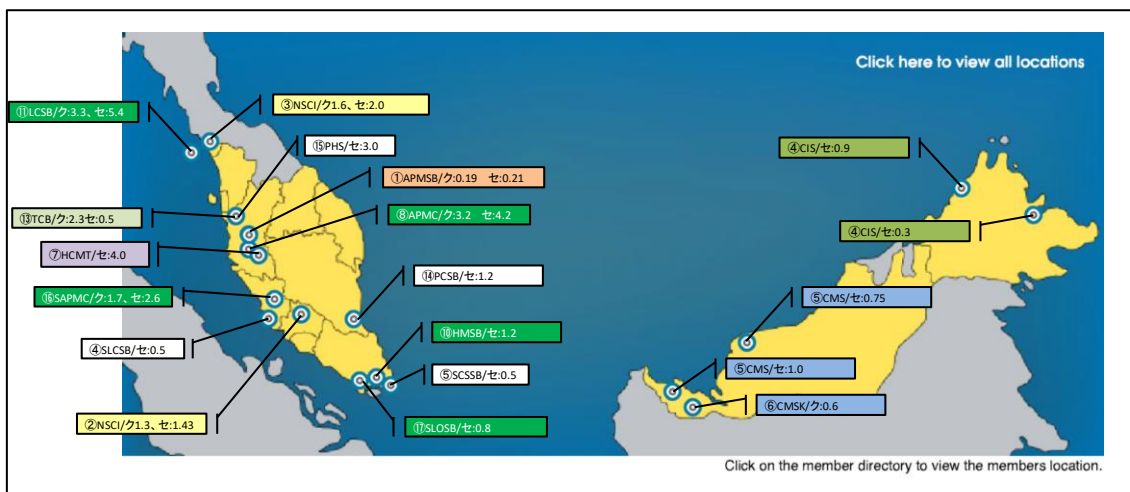 Click here to view all locations
⑪LCSB/ク:3.3、セ:5.4
③NSCI/ク1.6、セ:2.0
⑮PHS/セ:3.0
①APMSB/ク:0.19 セ:0.21
⑬TCB/ク:2.3セ:0.5
⑧APMC/ク:3.2 セ:4.2
⑦HCMT/セ:4.0
⑭PCSB/セ:1.2
⑯SAPMC/ク:1.7、セ:2.6
⑩HMSB/セ:1.2
④SLCSB/セ:0.5
⑤SCSSB/セ:0.5
②NSCI/ク1.3、セ:1.43
⑰SLOSB/セ:0.8
④CIS/セ:0.9
④CIS/セ:0.3
⑤CMS/セ:0.75
⑤CMS/セ:1.0
⑥CMSK/ク:0.6
Click on the member directory to view the members location.